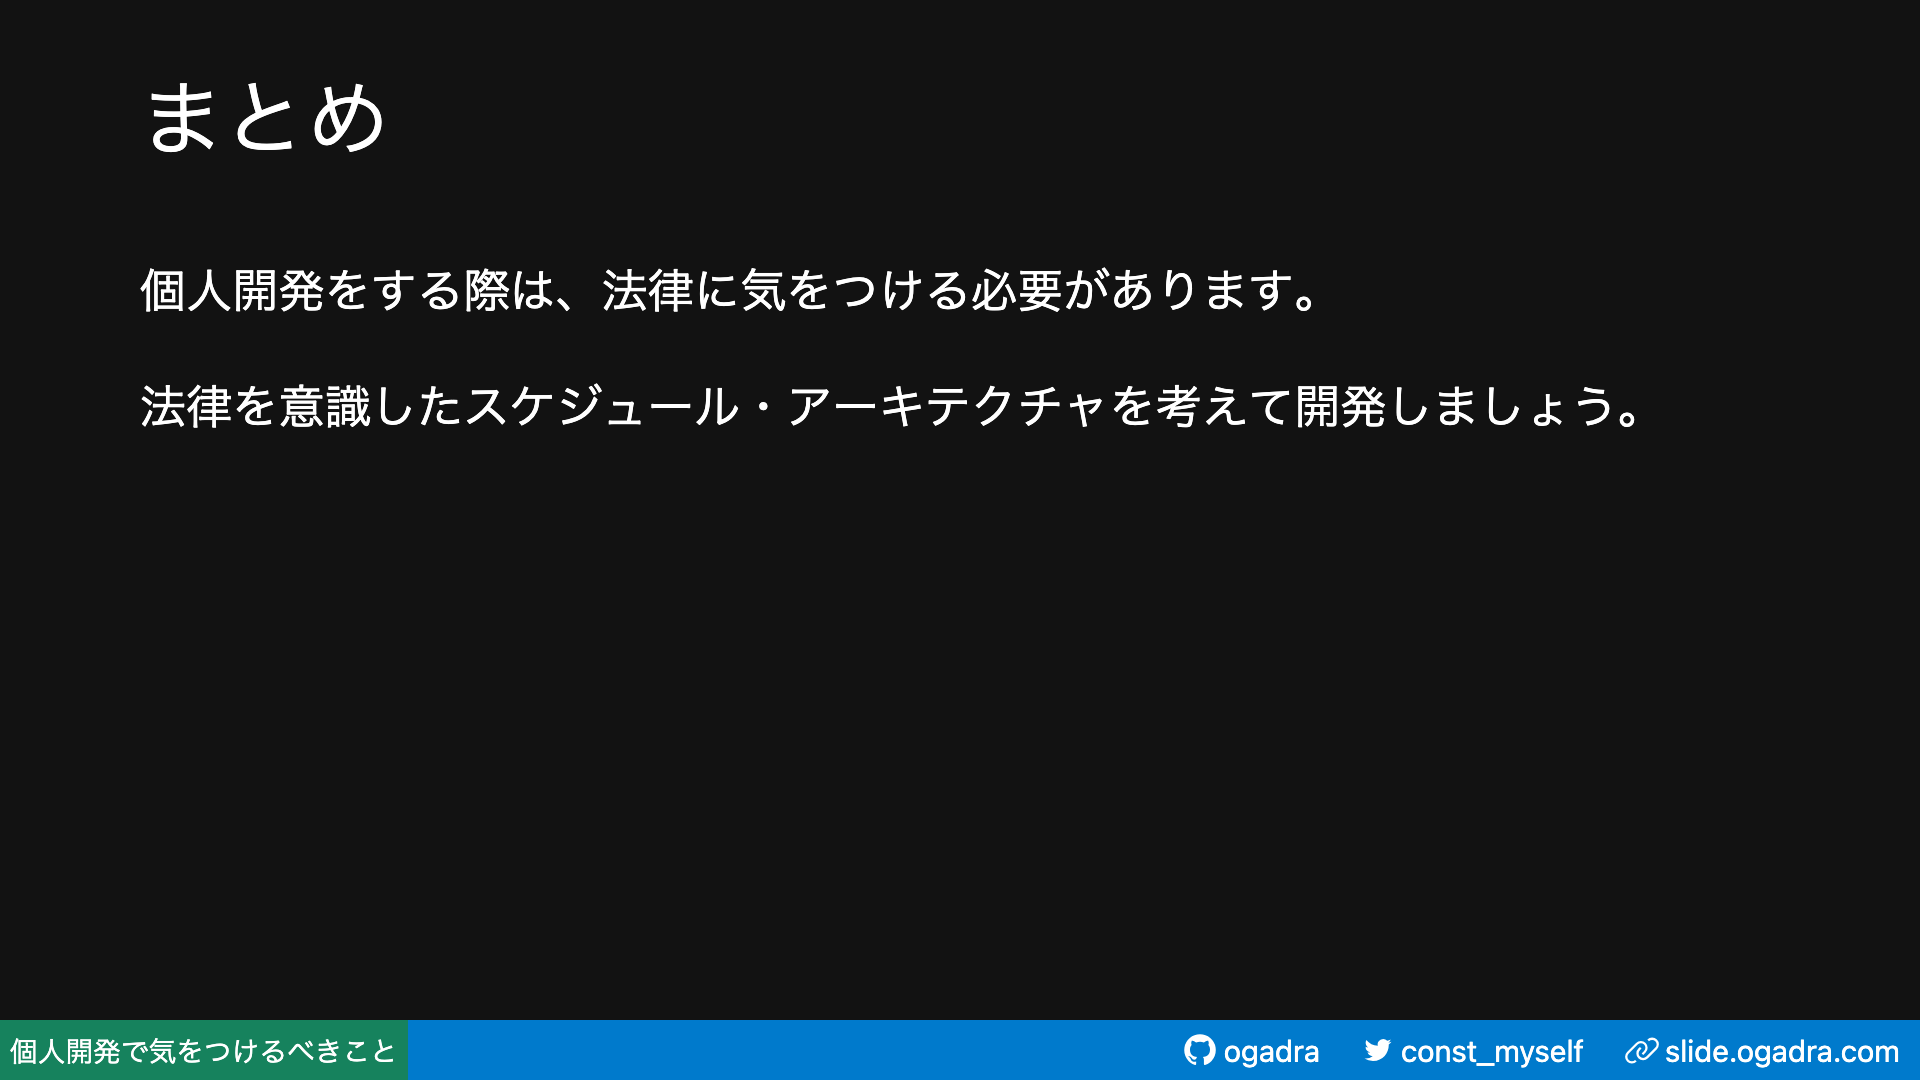 まとめ
個人開発をする際は、法律に気をつける必要があります。
法律を意識したスケジュール・アーキテクチャを考えて開発しましょう。
個人開発で気をつけるべきこと
ogadra
const_myself
slide.ogadra.com